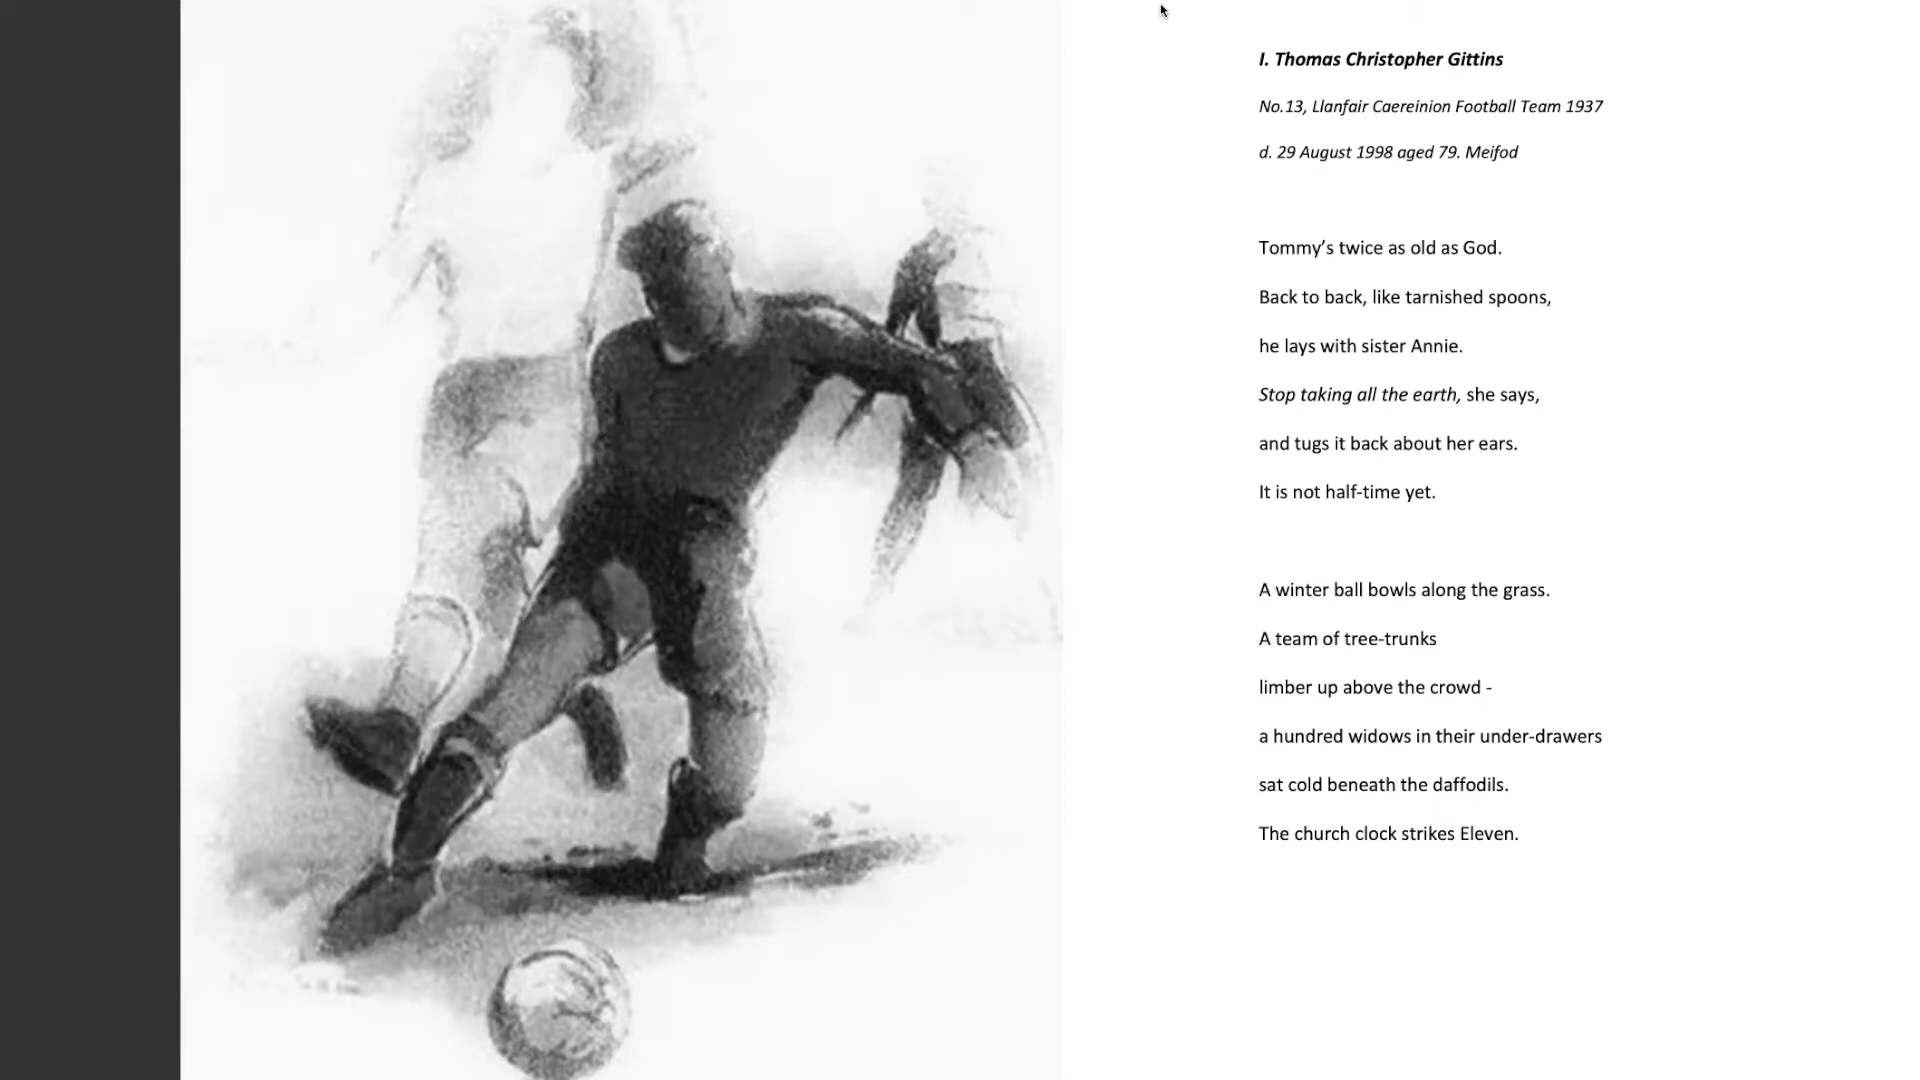 I. Thomas Christopher Gittins
No.13, Llanfair Caereinion Football Team 1937
d. 29 August 1998 aged 79. Meifod
Tommy’s twice as old as God.
Back to back, like tarnished spoons,
he lays with sister Annie.
Stop taking all the earth, she says,
and tugs it back about her ears.
It is not half-time yet.
A winter ball bowls along the grass.
A team of tree-trunks
limber up above the crowd -
a hundred widows in their under-drawers
sat cold beneath the daffodils.
The church clock strikes Eleven.